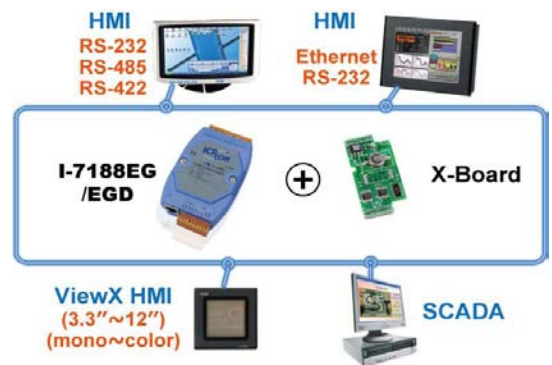 HMI
RS-232
RS-485
RS-422
HMI
Ethernet
RS-232
I-7188EG
/EGD
X-Board
ViewX HMI
(3.3″~12″)
(mono~color)
SCADA